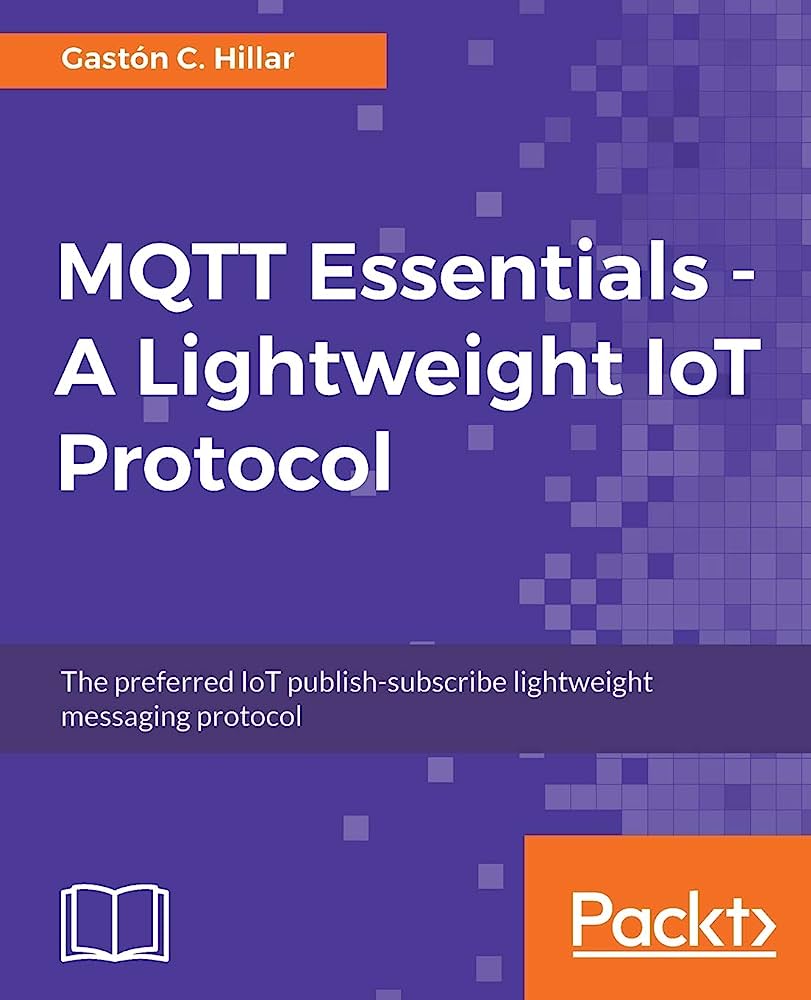 Gastón C. Hillar
MQTT Essentials -
A Lightweight IoT
Protocol
The preferred IoT publish-subscribe lightweight
messaging protocol
Packt